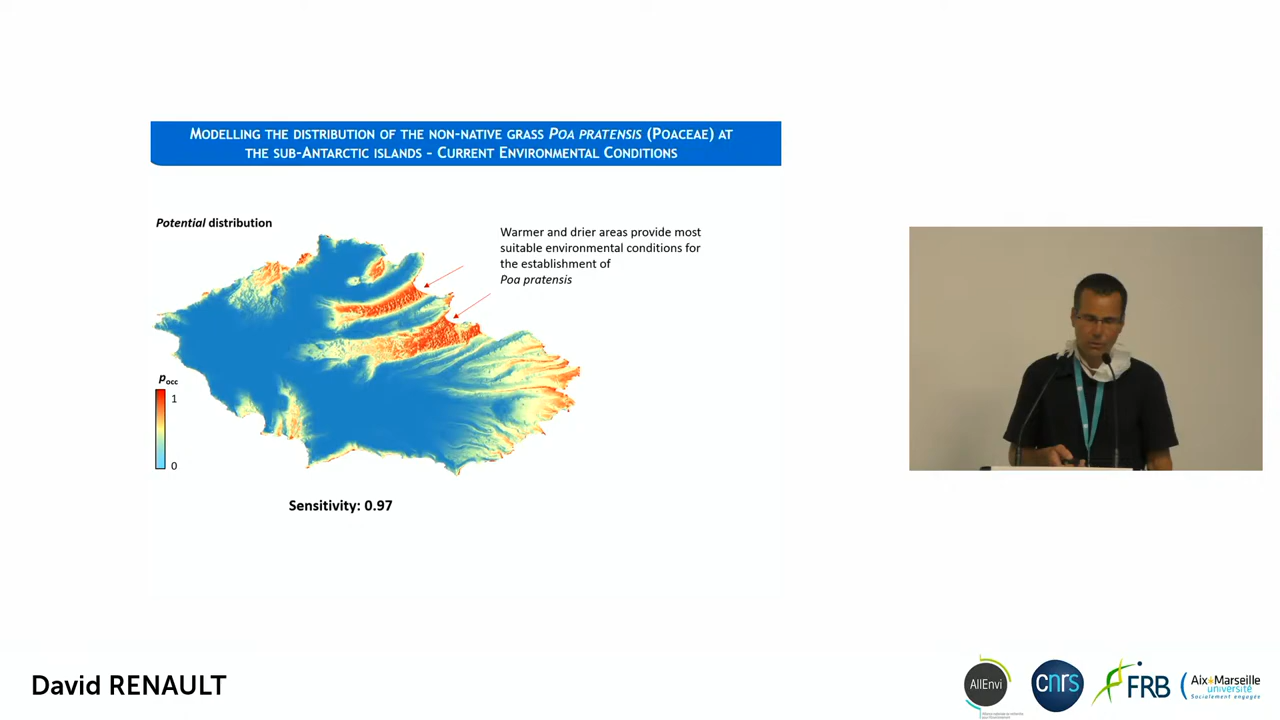 MODELLING THE DISTRIBUTION OF THE NON-NATIVE GRASS POA PRATENSIS (POACEAE) AT
THE SUB-ANTARCTIC ISLANDS - CURRENT ENVIRONMENTAL CONDITIONS
Potential distribution
Warmer and drier areas provide most
suitable environmental conditions for
the establishment of
Poa pratensis
pocc
1
0
Sensitivity: 0.97
David RENAULT
AllEnvi
cnrs
FRB
Aix*Marseille
université
Socialement engagée